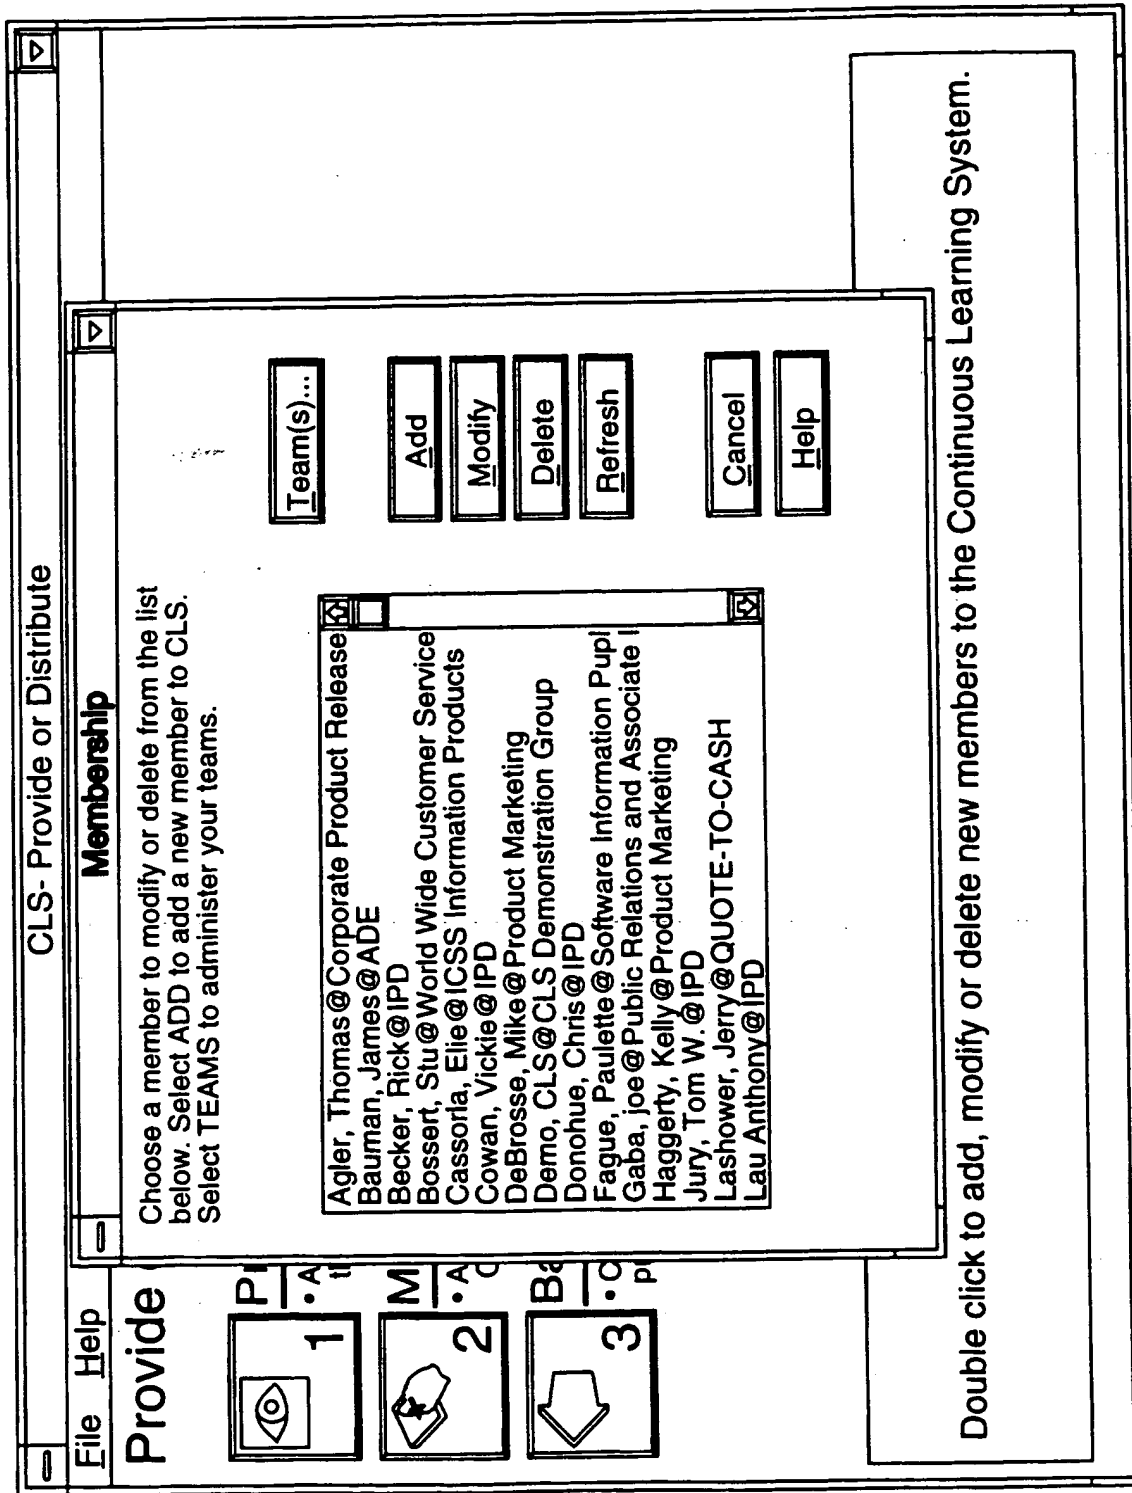 CLS- Provide or Distribute
File Help
Provide
Membership
Choose a member to modify or delete from the list
below. Select ADD to add a new member to CLS.
Select TEAMS to administer your teams.
Team(s)...
Agler, Thomas@Corporate Product Release
Bauman, James@ADE
Becker, Rick@IPD
Bossert, Stu@World Wide Customer Service
Cassorla, Elie@ICSS Information Products
Cowan, Vickie@IPD
DeBrosse, Mike@Product Marketing
Demo, CLS@CLS Demonstration Group
Donohue, Chris@IPD
Fague, Paulette@Software Information Pupl
Gaba, joe@Public Relations and Associate
Haggerty, Kelly@Product Marketing
Jury, Tom W.@IPD
Lashower, Jerry@QUOTE-TO-CASH
Lau Anthony@IPD
Add
Modify
Delete
Refresh
Cancel
Help
1
• A
2
M
• A
3
Ba
• C
Double click to add, modify or delete new members to the Continuous Learning System.